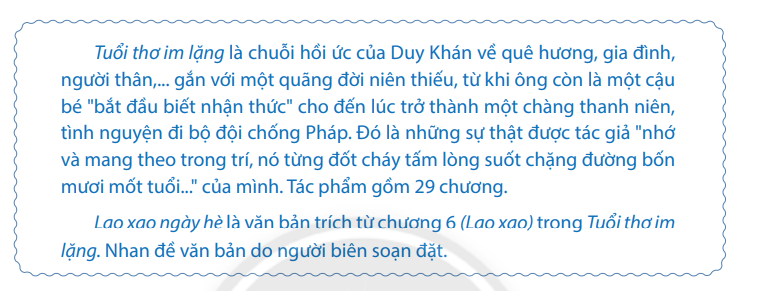 Tuổi thơ im lặng là chuỗi hồi ức của Duy Khán về quê hương, gia đình,
người thân,... gắn với một quãng đời niên thiếu, từ khi ông còn là một cậu
bé "bắt đầu biết nhận thức" cho đến lúc trở thành một chàng thanh niên,
tình nguyện đi bộ đội chống Pháp. Đó là những sự thật được tác giả "nhớ
và mang theo trong trí, nó từng đốt cháy tấm lòng suốt chặng đường bốn
mươi mốt tuổi..." của mình. Tác phẩm gồm 29 chương.
Lao xao ngày hè là văn bản trích từ chương 6 (Lao xao) trong Tuổi thơ im
lặng. Nhan đề văn bản do người biên soạn đặt.